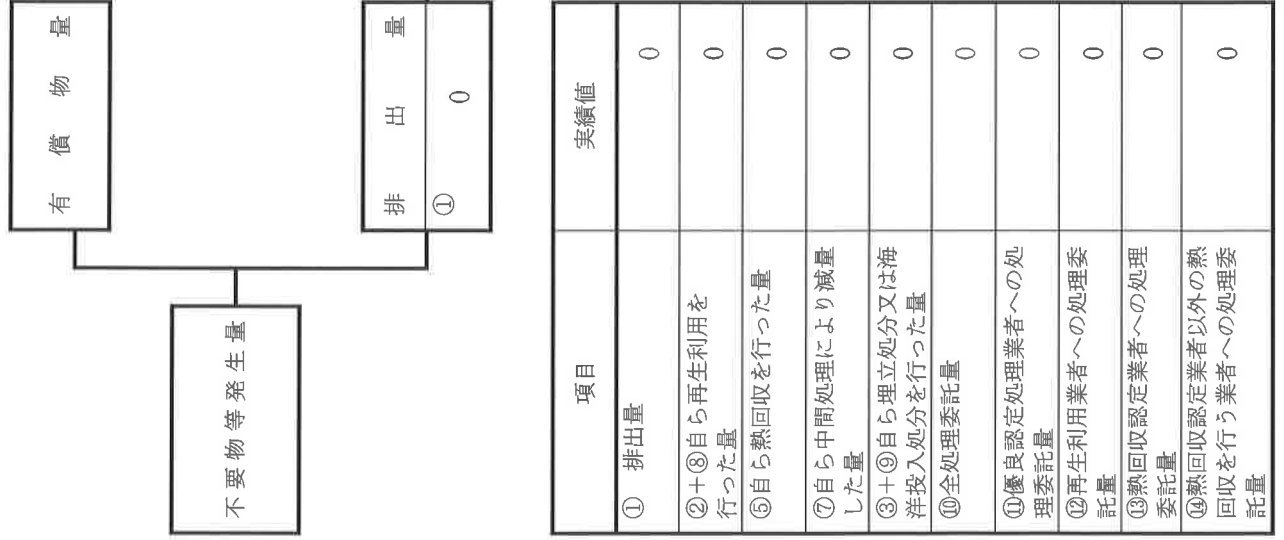 不要物等発生量
有償物量
排出量
① 0
項目 実績値
① 排出量 0
②+⑧自ら再生利用を
行った量 0
⑤自ら熱回収を行った量 0
⑦自ら中間処理により減量
した量 0
③+⑨自ら埋立処分又は海
洋投入処分を行った量 0
⑩全処理委託量 0
⑪優良認定処理業者への処
理委託量 0
⑫再生利用業者への処理委
託量 0
⑬熱回収認定業者への処理
委託量 0
⑭熱回収認定業者以外の熱
回収を行う業者への処理委
託量 0